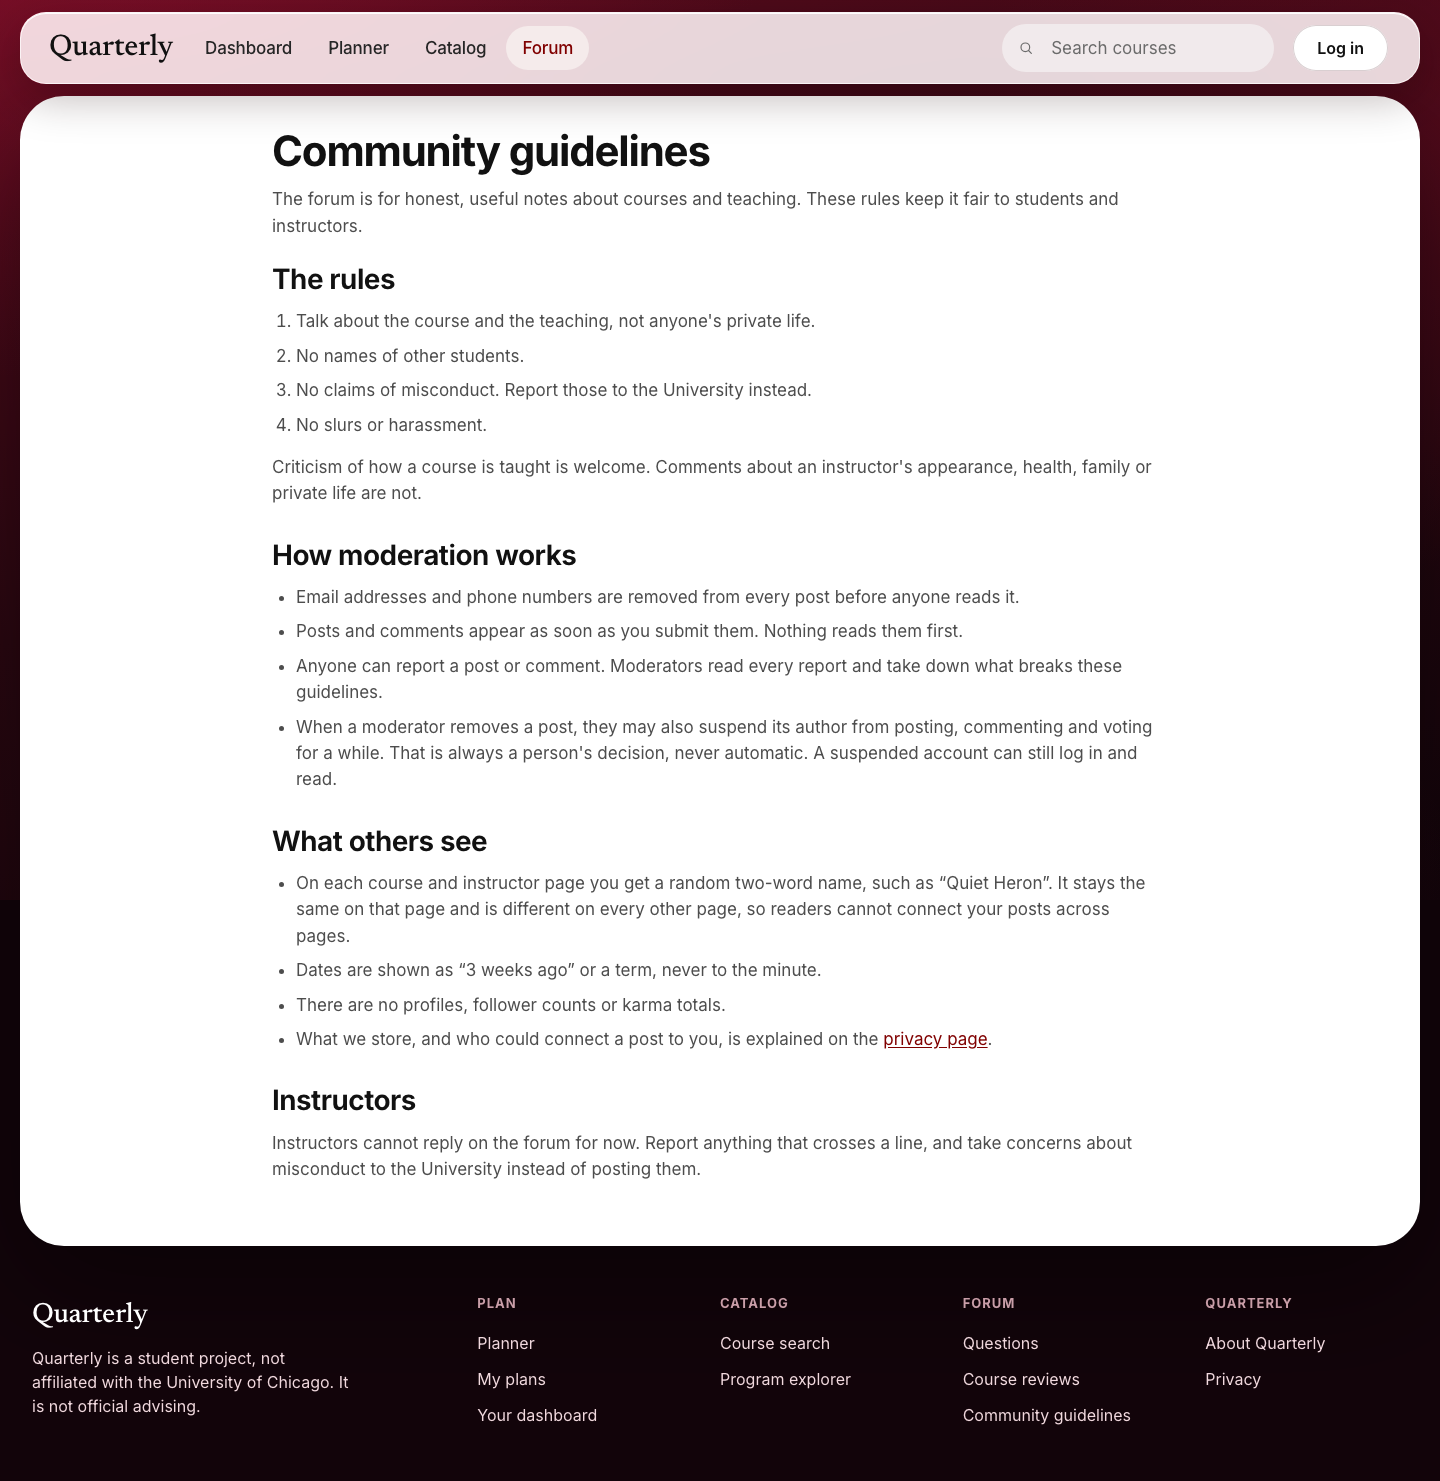 Quarterly
Dashboard
Planner
Catalog
Forum
Search courses
Log in
Community guidelines
The forum is for honest, useful notes about courses and teaching. These rules keep it fair to students and
instructors.
The rules
1. Talk about the course and the teaching, not anyone's private life.
2. No names of other students.
3. No claims of misconduct. Report those to the University instead.
4. No slurs or harassment.
Criticism of how a course is taught is welcome. Comments about an instructor's appearance, health, family or
private life are not.
How moderation works
• Email addresses and phone numbers are removed from every post before anyone reads it.
• Posts and comments appear as soon as you submit them. Nothing reads them first.
• Anyone can report a post or comment. Moderators read every report and take down what breaks these
guidelines.
• When a moderator removes a post, they may also suspend its author from posting, commenting and voting
for a while. That is always a person's decision, never automatic. A suspended account can still log in and
read.
What others see
• On each course and instructor page you get a random two-word name, such as “Quiet Heron”. It stays the
same on that page and is different on every other page, so readers cannot connect your posts across
pages.
• Dates are shown as “3 weeks ago” or a term, never to the minute.
• There are no profiles, follower counts or karma totals.
• What we store, and who could connect a post to you, is explained on the privacy page.
Instructors
Instructors cannot reply on the forum for now. Report anything that crosses a line, and take concerns about
misconduct to the University instead of posting them.
Quarterly
Quarterly is a student project, not
affiliated with the University of Chicago. It
is not official advising.
PLAN
Planner
My plans
Your dashboard
CATALOG
Course search
Program explorer
FORUM
Questions
Course reviews
Community guidelines
QUARTERLY
About Quarterly
Privacy